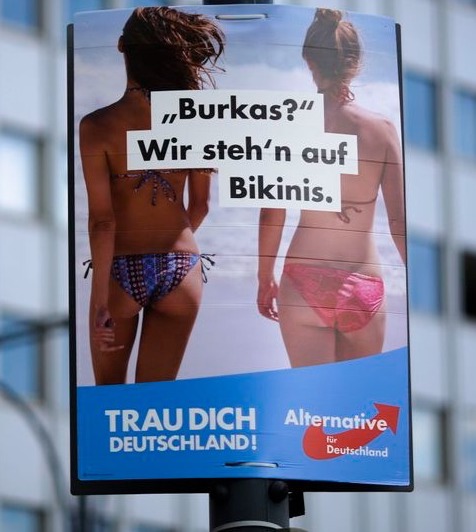 „Burkas?“
Wir steh‘n auf
Bikinis.
TRAU DICH
DEUTSCHLAND!
Alternative
für
Deutschland